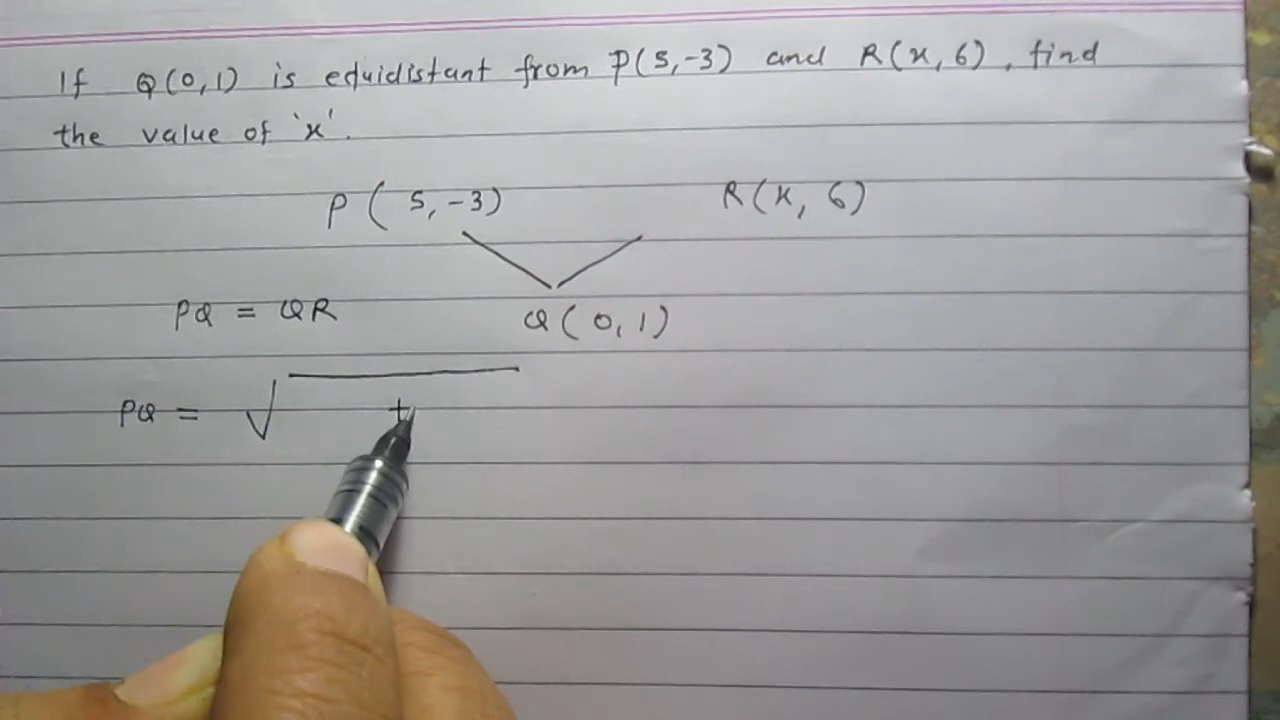 If Q(0,1) is equidistant from P(5,-3) and R(x,6), find
the value of 'x'.
P(5,-3) R(x,6)
PQ = QR Q(0,1)
PQ = √ +